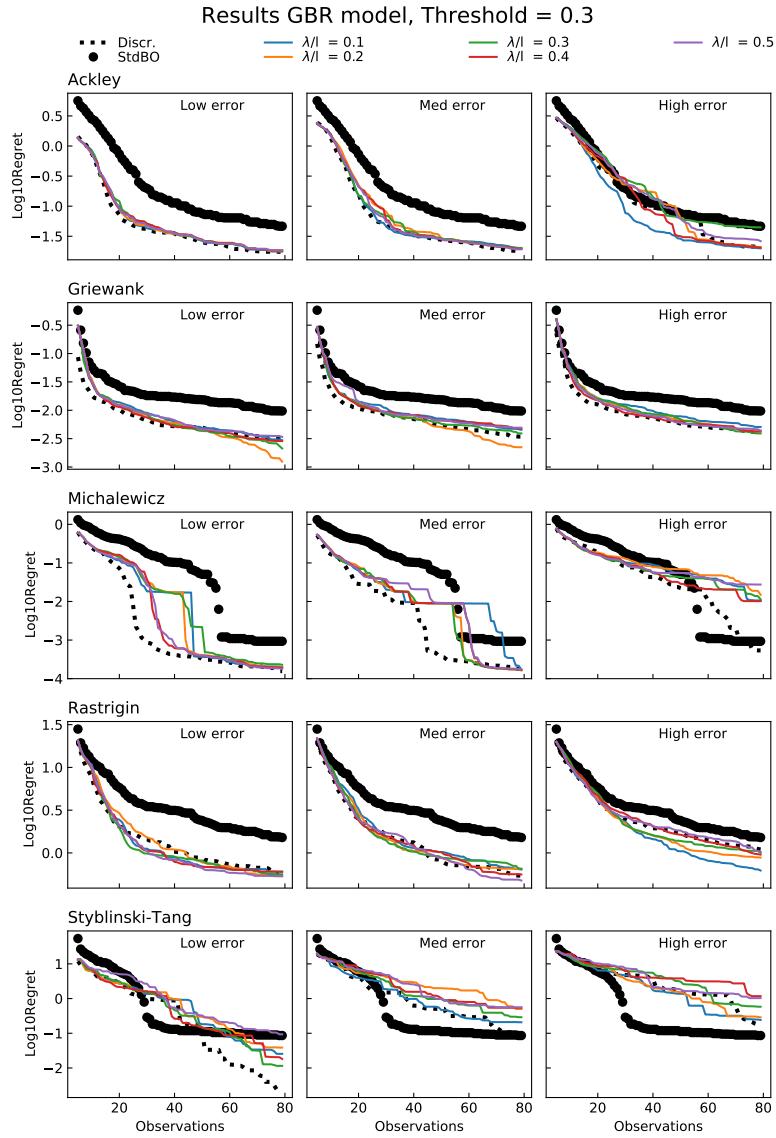 Results GBR model, Threshold = 0.3
Discr. λ/l = 0.1 λ/l = 0.3 λ/l = 0.5
StdBO λ/l = 0.2 λ/l = 0.4
Ackley
Low error Med error High error
Log10Regret
0.5
0.0
−0.5
−1.0
−1.5
Griewank
Low error Med error High error
Log10Regret
−0.5
−1.0
−1.5
−2.0
−2.5
−3.0
Michalewicz
Low error Med error High error
Log10Regret
0
−1
−2
−3
−4
Rastrigin
Low error Med error High error
Log10Regret
1.5
1.0
0.5
0.0
Styblinski-Tang
Low error Med error High error
Log10Regret
1
0
−1
−2
20 40 60 80 20 40 60 80 20 40 60 80
Observations Observations Observations